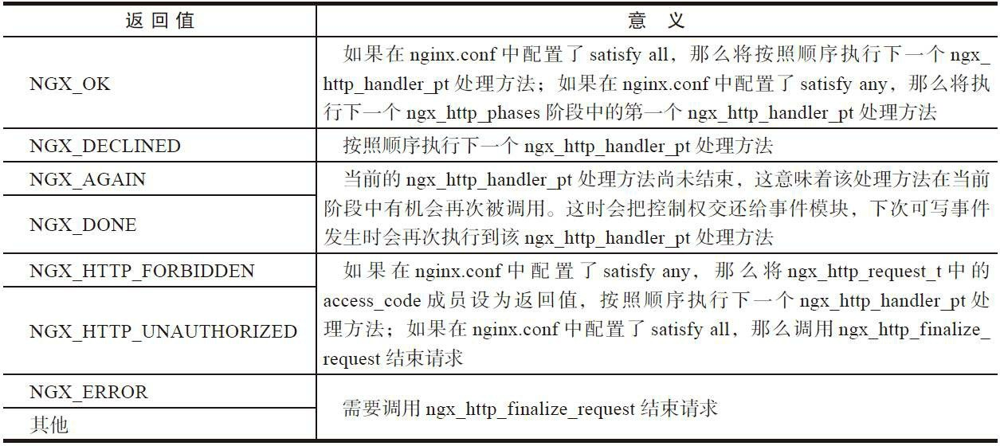 返回值 意 义
NGX_OK
如果在 nginx.conf 中配置了 satisfy all，那么将按照顺序执行下一个 ngx_
http_handler_pt 处理方法；如果在 nginx.conf 中配置了 satisfy any，那么将执
行下一个 ngx_http_phases 阶段中的第一个 ngx_http_handler_pt 处理方法
NGX_DECLINED 按照顺序执行下一个 ngx_http_handler_pt 处理方法
NGX_AGAIN
NGX_DONE
当前的 ngx_http_handler_pt 处理方法尚未结束，这意味着该处理方法在当前
阶段中有机会再次被调用。这时会把控制权交还给事件模块，下次可写事件
发生时会再次执行到该 ngx_http_handler_pt 处理方法
NGX_HTTP_FORBIDDEN
NGX_HTTP_UNAUTHORIZED
如果在 nginx.conf 中配置了 satisfy any，那么将 ngx_http_request_t 中的
access_code 成员设为返回值，按照顺序执行下一个 ngx_http_handler_pt 处
理方法；如果在 nginx.conf 中配置了 satisfy all，那么调用 ngx_http_finalize_
request 结束请求
NGX_ERROR
其他
需要调用 ngx_http_finalize_request 结束请求